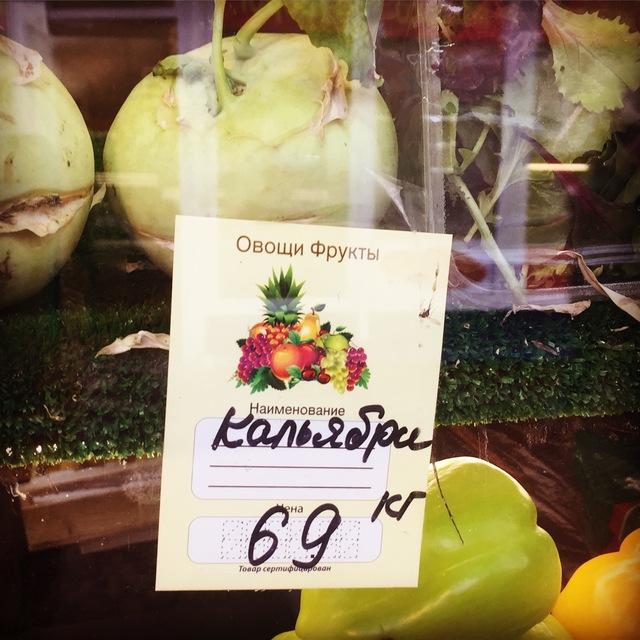 Овощи Фрукты
Наименование
Кальябри
Цена
69 кг
Товар сертифицирован